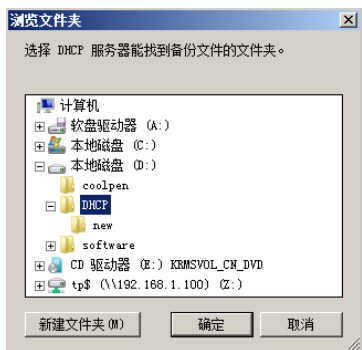 浏览文件夹
选择 DHCP 服务器能找到备份文件的文件夹。
计算机
软盘驱动器 (A:)
本地磁盘 (C:)
本地磁盘 (D:)
coolpen
DHCP
new
software
CD 驱动器 (E:) KRMSVOL_CN_DVD
tp$ (\\192.168.1.100) (Z:)
新建文件夹(M)
确定
取消